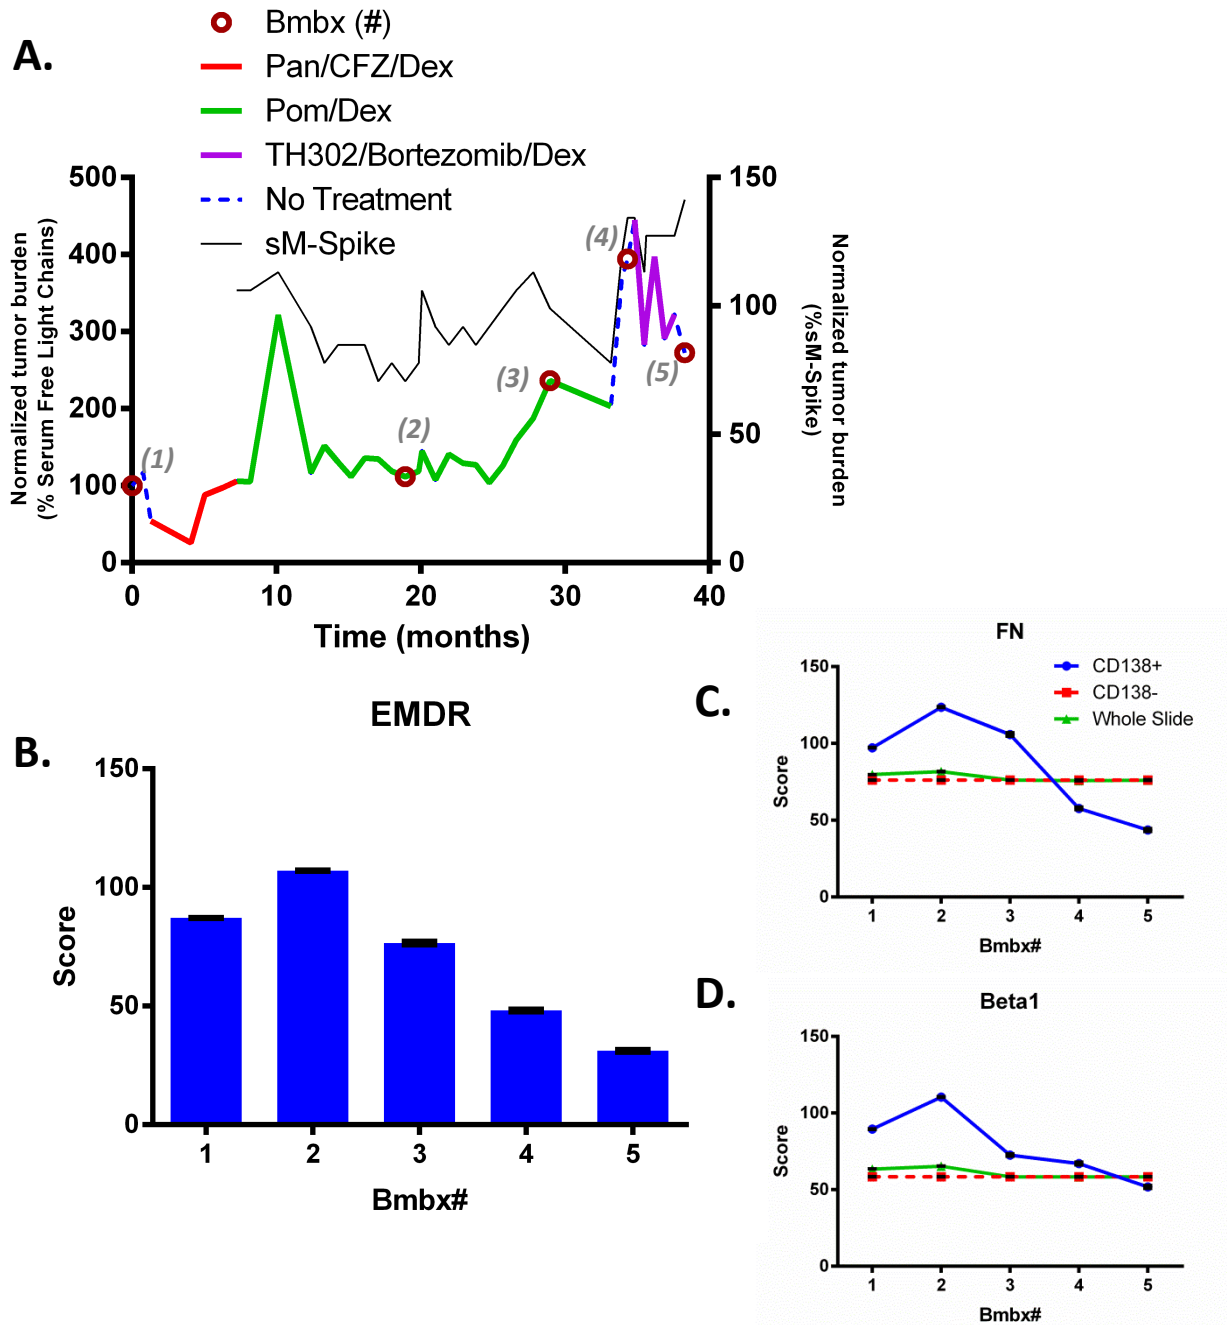 A.
Bmbx (#)
Pan/CFZ/Dex
Pom/Dex
TH302/Bortezomib/Dex
No Treatment
sM-Spike
Normalized tumor burden
(% Serum Free Light Chains)
500
400
300
200
100
0
150
100
50
0
Normalized tumor burden
(%sM-Spike)
(1)
(2)
(3)
(4)
(5)
0 10 20 30 40
Time (months)
B.
EMDR
Score
150
100
50
0
1 2 3 4 5
Bmbx#
C.
FN
CD138+
CD138-
Whole Slide
Score
150
100
50
0
1 2 3 4 5
Bmbx#
D.
Beta1
Score
150
100
50
0
1 2 3 4 5
Bmbx#